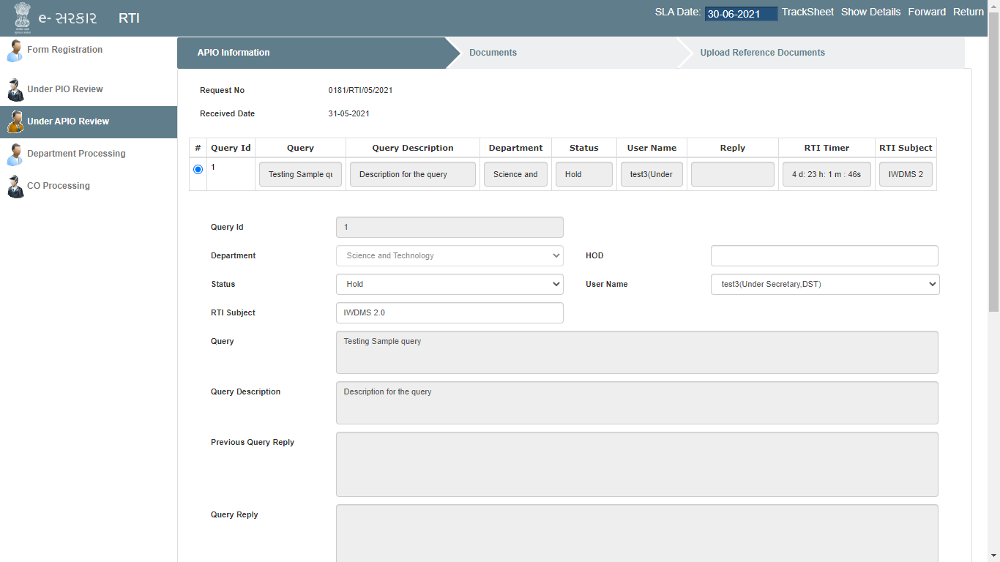 e- સરકાર RTI SLA Date: 30-06-2021 TrackSheet Show Details Forward Return
Form Registration
Under PIO Review
Under APIO Review
Department Processing
CO Processing
APIO Information Documents Upload Reference Documents
Request No 0181/RTI/05/2021
Received Date 31-05-2021
# Query Id Query Query Description Department Status User Name Reply RTI Timer RTI Subject
1 Testing Sample qu Description for the query Science and Hold test3(Under 4 d: 23 h: 1 m : 46s IWDMS 2
Query Id 1
Department Science and Technology HOD
Status Hold User Name test3(Under Secretary,DST)
RTI Subject IWDMS 2.0
Query Testing Sample query
Query Description Description for the query
Previous Query Reply
Query Reply